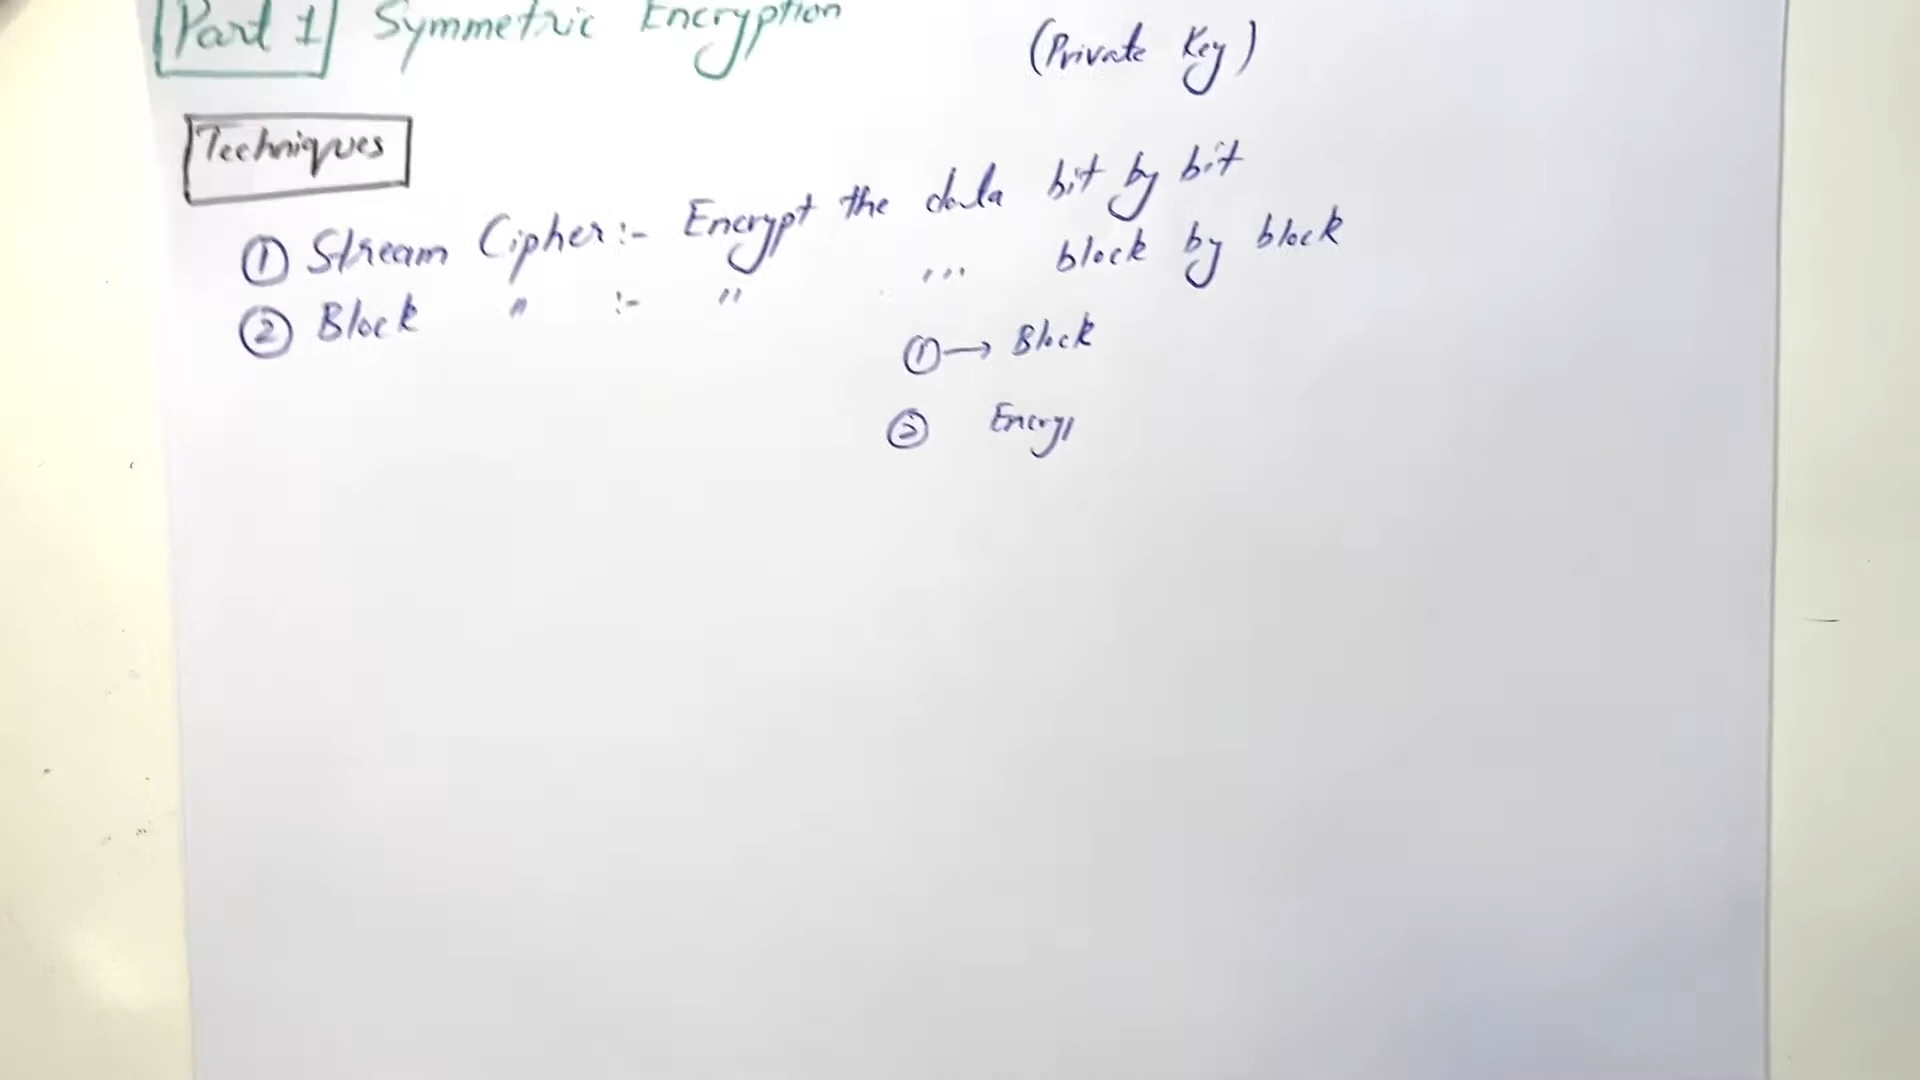 Part 1 Symmetric Encryption (Private Key)
Techniques
① Stream Cipher :- Encrypt the data bit by bit
② Block " :- " ,,, block by block
① → Block
② Encryp